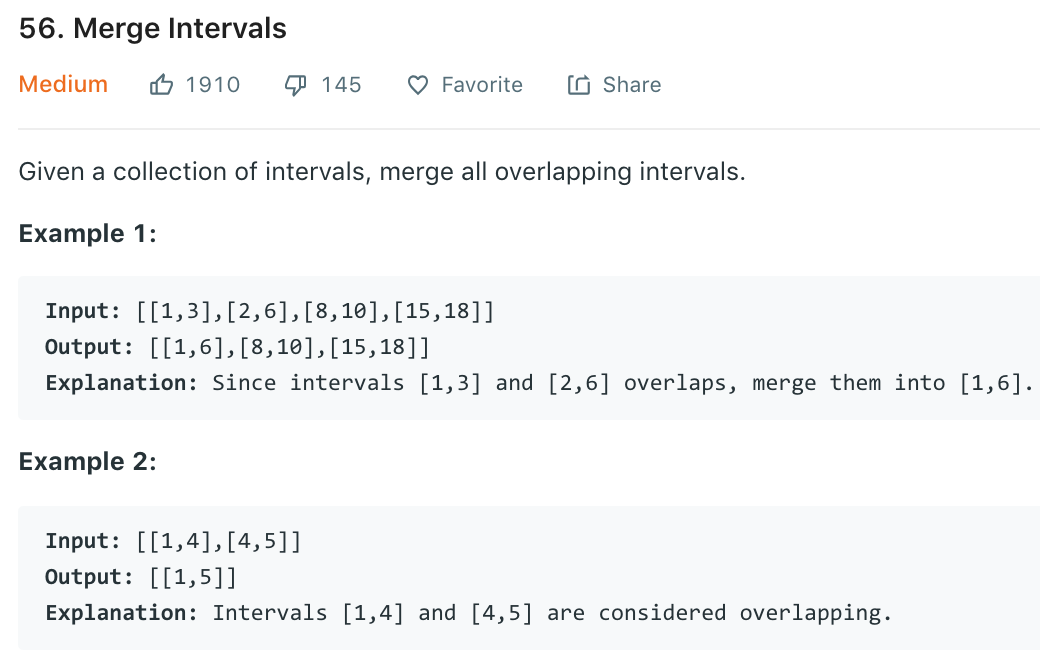 56. Merge Intervals
Medium 1910 145 Favorite Share
Given a collection of intervals, merge all overlapping intervals.
Example 1:
Input: [[1,3],[2,6],[8,10],[15,18]]
Output: [[1,6],[8,10],[15,18]]
Explanation: Since intervals [1,3] and [2,6] overlaps, merge them into [1,6].
Example 2:
Input: [[1,4],[4,5]]
Output: [[1,5]]
Explanation: Intervals [1,4] and [4,5] are considered overlapping.